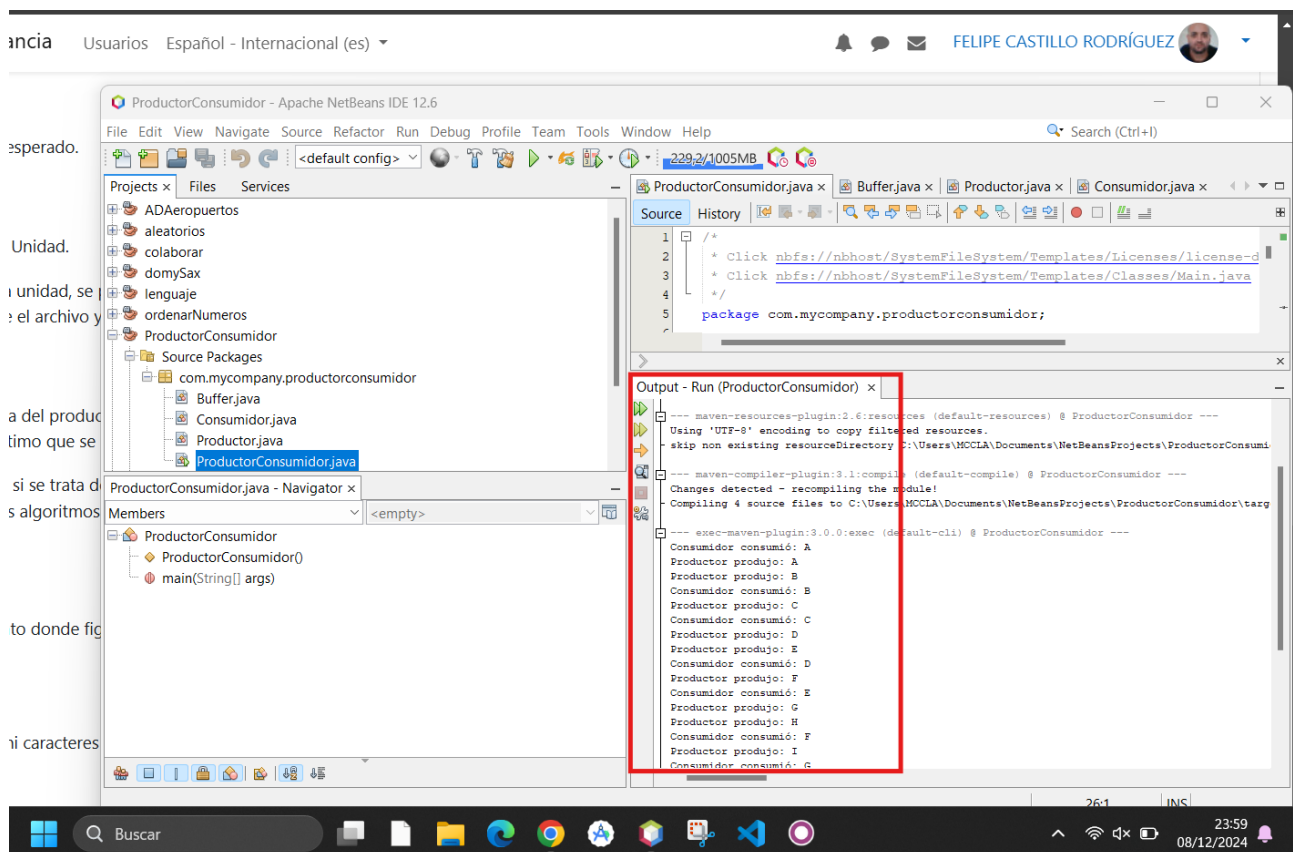 ancia Usuarios Español - Internacional (es) FELIPE CASTILLO RODRÍGUEZ
ProductorConsumidor - Apache NetBeans IDE 12.6
File Edit View Navigate Source Refactor Run Debug Profile Team Tools Window Help Search (Ctrl+I)
esperado.
<default config> 229,2/1005MB
Projects × Files Services
ProductorConsumidor.java × Buffer.java × Productor.java × Consumidor.java ×
Source History
ADAeropuertos
aleatorios
colaborar
domySax
lenguaje
ordenarNumeros
ProductorConsumidor
Source Packages
com.mycompany.productorconsumidor
Buffer.java
Consumidor.java
Productor.java
ProductorConsumidor.java
1 /*
2 * Click nbfs://nbhost/SystemFileSystem/Templates/Licenses/license-d
3 * Click nbfs://nbhost/SystemFileSystem/Templates/Classes/Main.java
4 */
5 package com.mycompany.productorconsumidor;
Unidad.
unidad, se
e el archivo y
a del produc
timo que se
si se trata d
s algoritmos
to donde fig
ni caracteres
ProductorConsumidor.java - Navigator ×
Members <empty>
ProductorConsumidor
ProductorConsumidor()
main(String[] args)
Output - Run (ProductorConsumidor) ×
--- maven-resources-plugin:2.6:resources (default-resources) @ ProductorConsumidor ---
Using 'UTF-8' encoding to copy filtered resources.
skip non existing resourceDirectory C:\Users\MCCLA\Documents\NetBeansProjects\ProductorConsumi
--- maven-compiler-plugin:3.1:compile (default-compile) @ ProductorConsumidor ---
Changes detected - recompiling the module!
Compiling 4 source files to C:\Users\MCCLA\Documents\NetBeansProjects\ProductorConsumidor\targ
--- exec-maven-plugin:3.0.0:exec (default-cli) @ ProductorConsumidor ---
Consumidor consumió: A
Productor produjo: A
Productor produjo: B
Consumidor consumió: B
Productor produjo: C
Consumidor consumió: C
Productor produjo: D
Productor produjo: E
Consumidor consumió: D
Productor produjo: F
Consumidor consumió: E
Productor produjo: G
Productor produjo: H
Consumidor consumió: F
Productor produjo: I
Consumidor consumió: G
26:1 INS
Buscar
23:59
08/12/2024